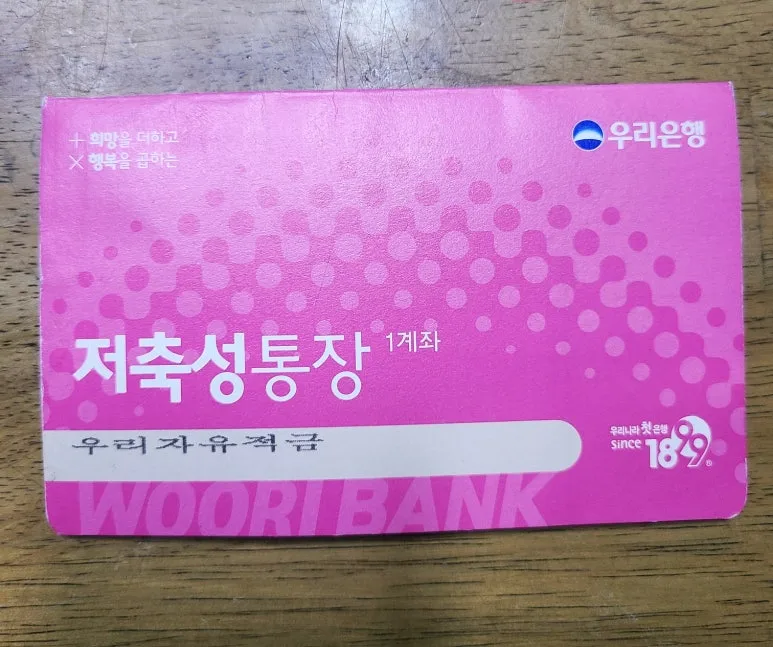 + 희망을 더하고
× 행복을 곱하는
우리은행
저축성통장 1계좌
우리자유적금
우리나라 첫 은행
since 1899®
WOORI BANK